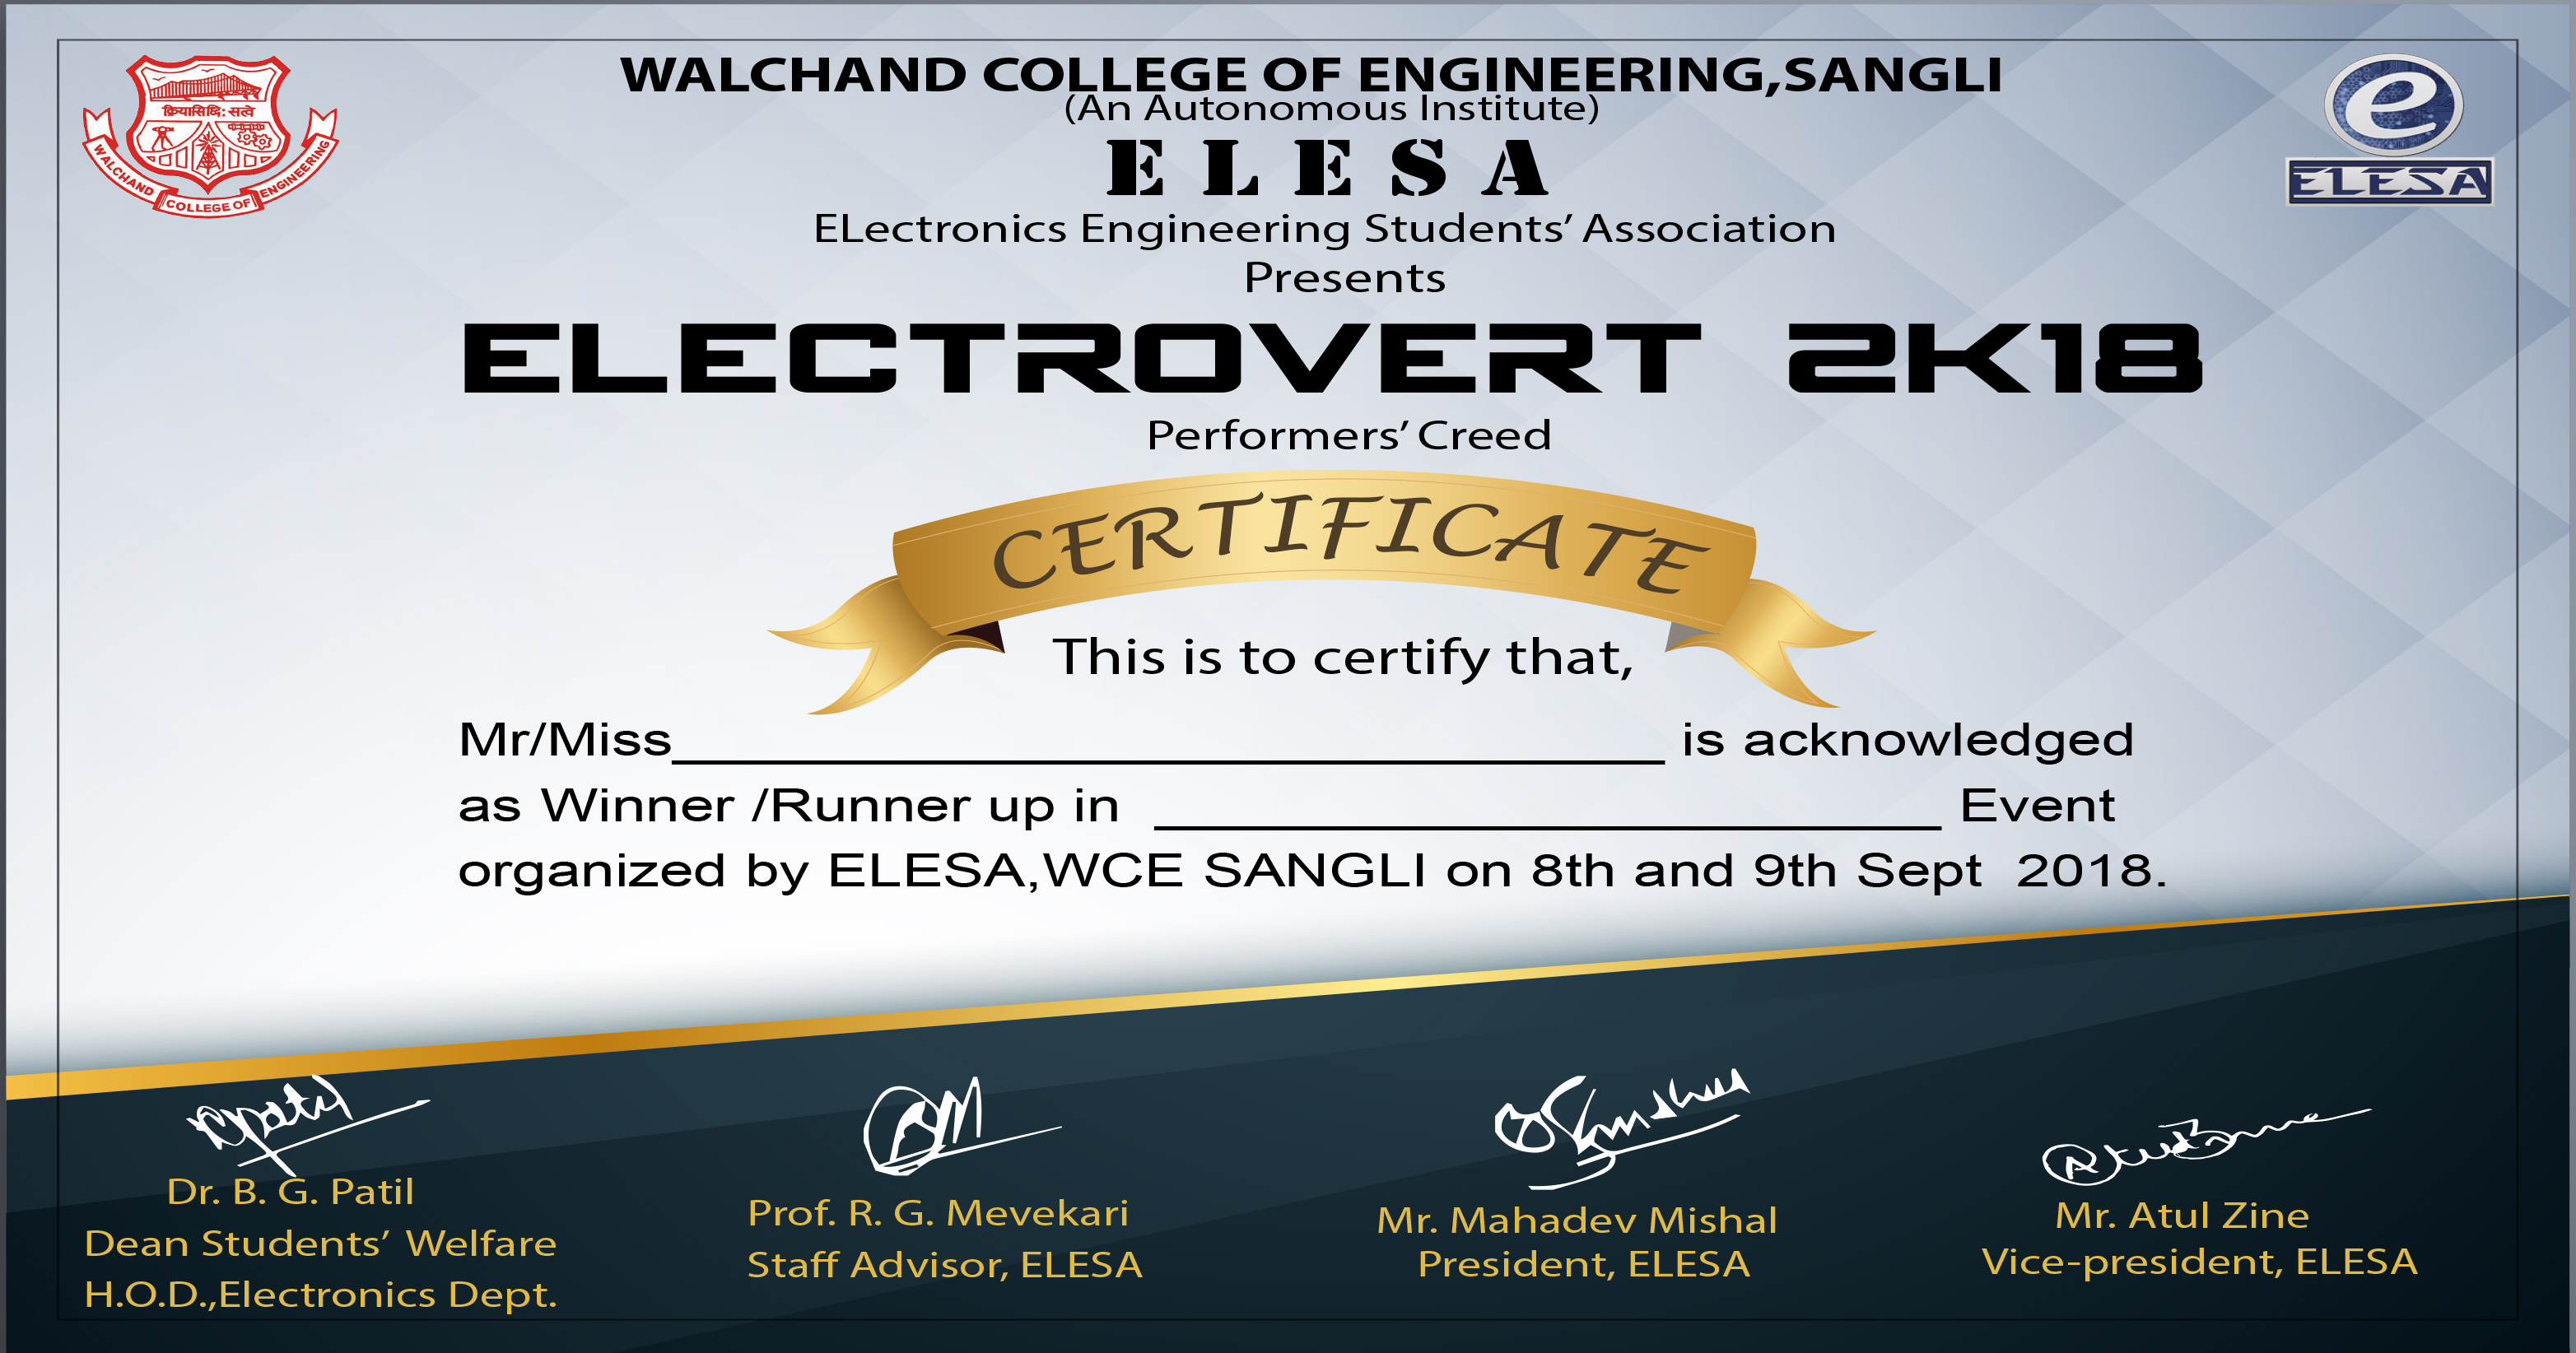 WALCHAND COLLEGE OF ENGINEERING,SANGLI
(An Autonomous Institute)
क्रियासिध्दि: सत्वे
WALCHAND COLLEGE OF ENGINEERING
e
ELESA
E L E S A
ELectronics Engineering Students' Association
Presents
ELECTROVERT 2K18
Performers' Creed
CERTIFICATE
This is to certify that,
Mr/Miss is acknowledged
as Winner /Runner up in Event
organized by ELESA,WCE SANGLI on 8th and 9th Sept 2018.
Dr. B. G. Patil
Dean Students' Welfare
H.O.D.,Electronics Dept.
Prof. R. G. Mevekari
Staff Advisor, ELESA
Mr. Mahadev Mishal
President, ELESA
Mr. Atul Zine
Vice-president, ELESA